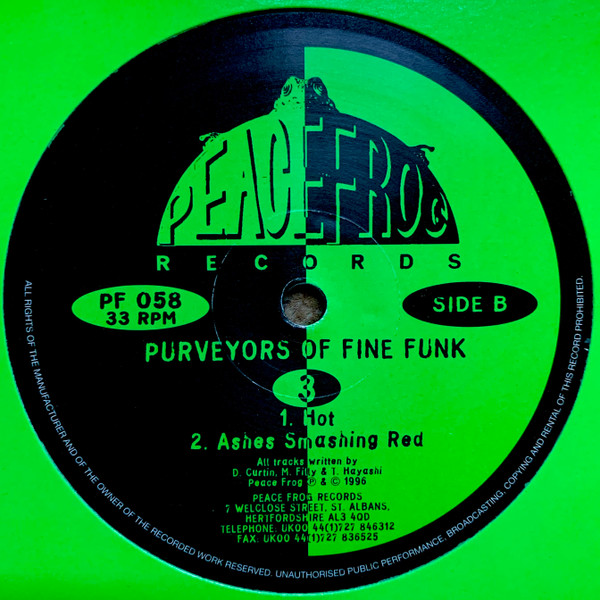 PEACEFROG
RECORDS
PF 058
33 RPM
SIDE B
PURVEYORS OF FINE FUNK
3
1. Hot
2. Ashes Smashing Red
All tracks written by
D. Curtin, M. Filly & T. Hayashi
Peace Frog ℗ & © 1996
PEACE FROG RECORDS
7 WELCLOSE STREET, ST. ALBANS,
HERTFORDSHIRE AL3 4QD
TELEPHONE. UK00 44(1)727 846312
FAX. UK00 44(1)727 836525
ALL RIGHTS OF THE MANUFACTURER AND OF THE OWNER OF THE RECORDED WORK RESERVED. UNAUTHORISED PUBLIC PERFORMANCE, BROADCASTING, COPYING AND RENTAL OF THIS RECORD PROHIBITED.